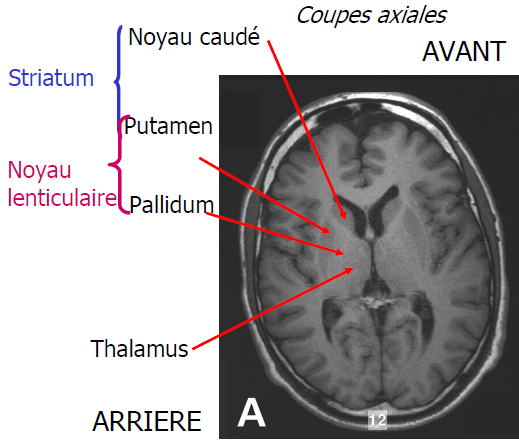 Coupes axiales
Noyau caudé
AVANT
Striatum
Putamen
Noyau
lenticulaire
Pallidum
Thalamus
ARRIERE
A
12